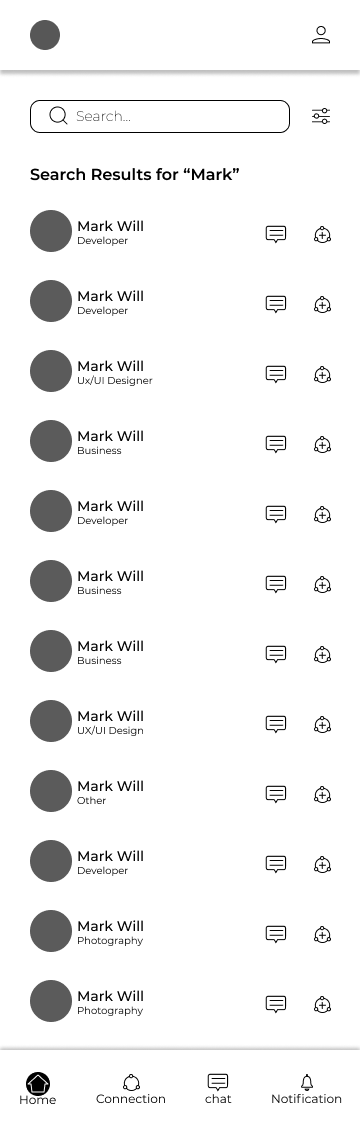 Search...
Search Results for “Mark”
Mark Will
Developer
Mark Will
Developer
Mark Will
Ux/UI Designer
Mark Will
Business
Mark Will
Developer
Mark Will
Business
Mark Will
Business
Mark Will
UX/UI Design
Mark Will
Other
Mark Will
Developer
Mark Will
Photography
Mark Will
Photography
Home Connection chat Notification